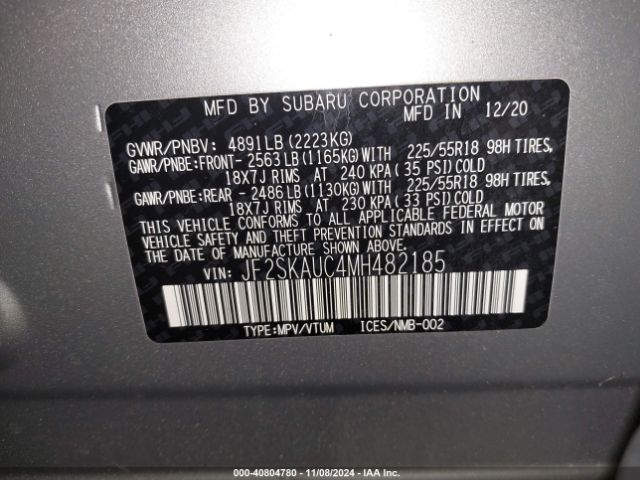 MFD BY SUBARU CORPORATION
MFD IN 12/20
GVWR/PNBV: 4891LB(2223KG)
GAWR/PNBE:FRONT- 2563LB(1165KG)WITH 225/55R18 98H TIRES,
18X7J RIMS AT 240 KPA( 35 PSI)COLD
GAWR/PNBE:REAR - 2486LB(1130KG)WITH 225/55R18 98H TIRES,
18X7J RIMS AT 230 KPA( 33 PSI)COLD
THIS VEHICLE CONFORMS TO ALL APPLICABLE FEDERAL MOTOR
VEHICLE SAFETY AND THEFT PREVENTION STANDARDS IN EFFECT ON
THE DATE OF MANUFACTURE SHOWN ABOVE.
VIN: JF2SKAUC4MH482185
TYPE:MPV/VTUM ICES/NMB-002
000-40804780 - 11/08/2024 - IAA Inc.